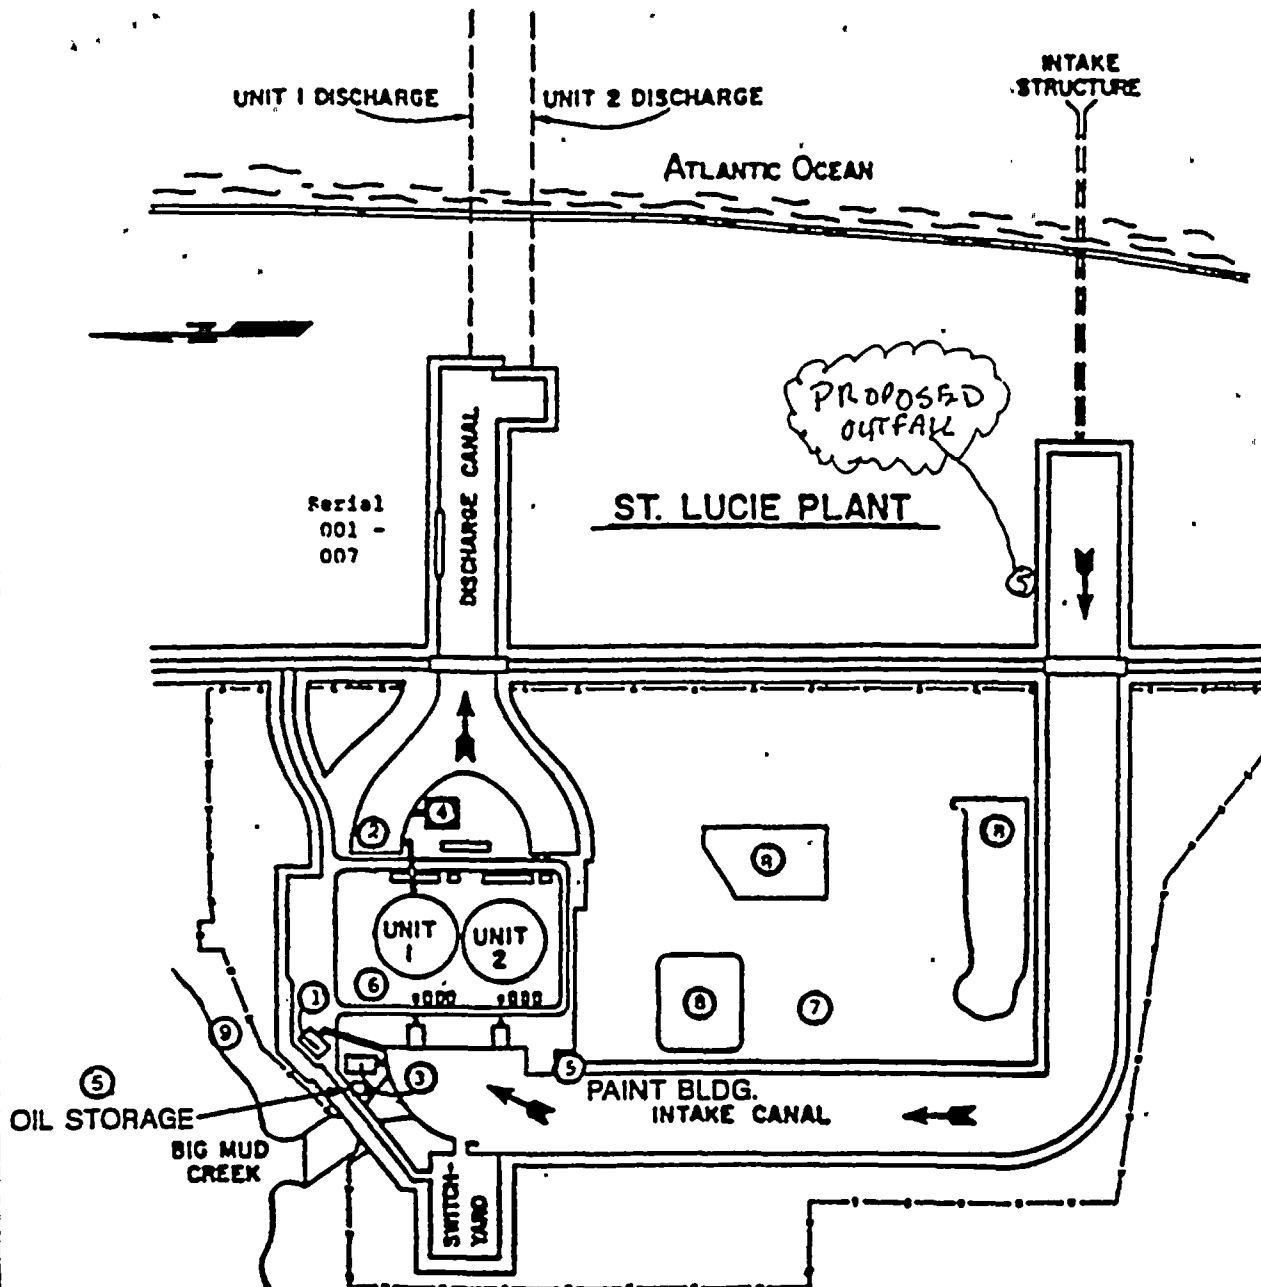 INTAKE
STRUCTURE
UNIT 1 DISCHARGE
UNIT 2 DISCHARGE
ATLANTIC OCEAN
N
PROPOSED
OUTFALL
DISCHARGE CANAL
Serial
001 -
007
ST. LUCIE PLANT
5
4
2
8
8
UNIT
1
UNIT
2
6
1
8
7
9
3
5
5
PAINT BLDG.
OIL STORAGE
INTAKE CANAL
BIG MUD
CREEK
SWITCH-
YARD